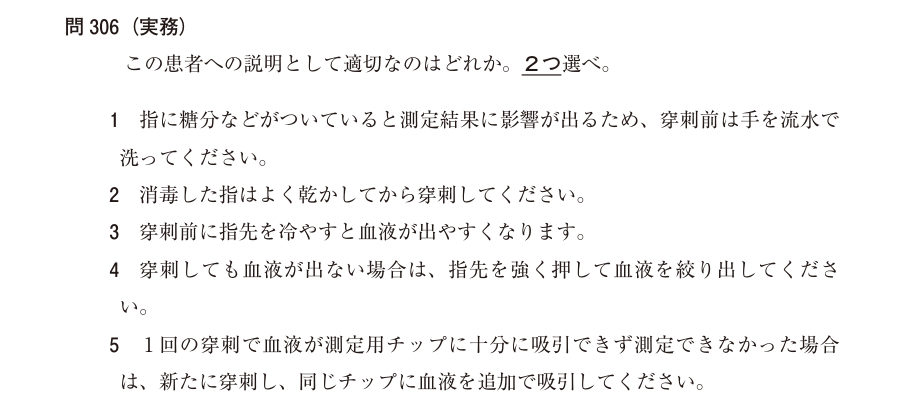 問 306（実務）
この患者への説明として適切なのはどれか。２つ選べ。
1　指に糖分などがついていると測定結果に影響が出るため、穿刺前は手を流水で
洗ってください。
2　消毒した指はよく乾かしてから穿刺してください。
3　穿刺前に指先を冷やすと血液が出やすくなります。
4　穿刺しても血液が出ない場合は、指先を強く押して血液を絞り出してくださ
い。
5　１回の穿刺で血液が測定用チップに十分に吸引できず測定できなかった場合
は、新たに穿刺し、同じチップに血液を追加で吸引してください。